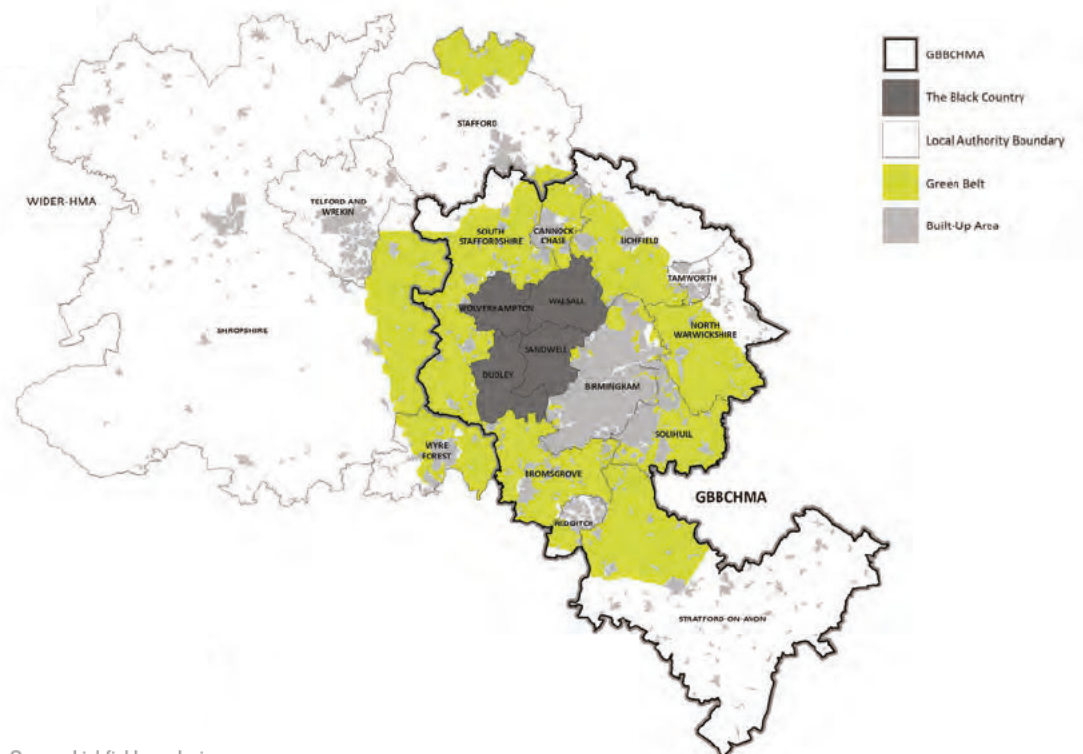 GBBCHMA
The Black Country
Local Authority Boundary
Green Belt
Built-Up Area
STAFFORD
WIDER-HMA
TELFORD AND
WREKIN
SOUTH
STAFFORDSHIRE
CANNOCK
CHASE
LICHFIELD
TAMWORTH
WOLVERHAMPTON
WALSALL
NORTH
WARWICKSHIRE
SHROPSHIRE
SANDWELL
DUDLEY
BIRMINGHAM
WYRE
FOREST
SOLIHULL
BROMSGROVE
GBBCHMA
REDDITCH
STRATFORD-ON-AVON